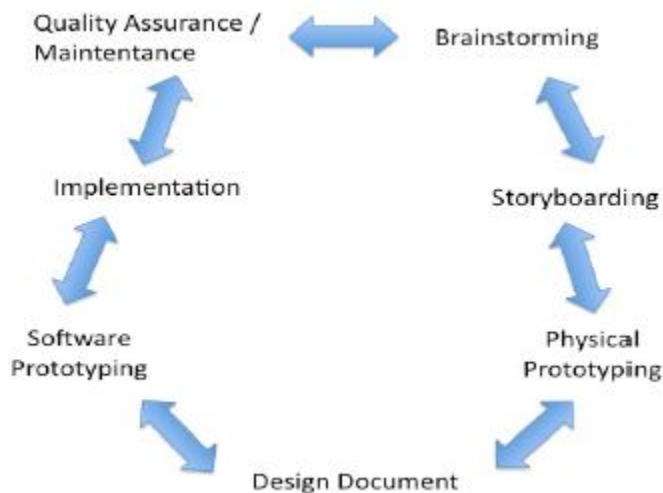 Quality Assurance /
Maintentance
Brainstorming
Implementation
Storyboarding
Software
Prototyping
Physical
Prototyping
Design Document